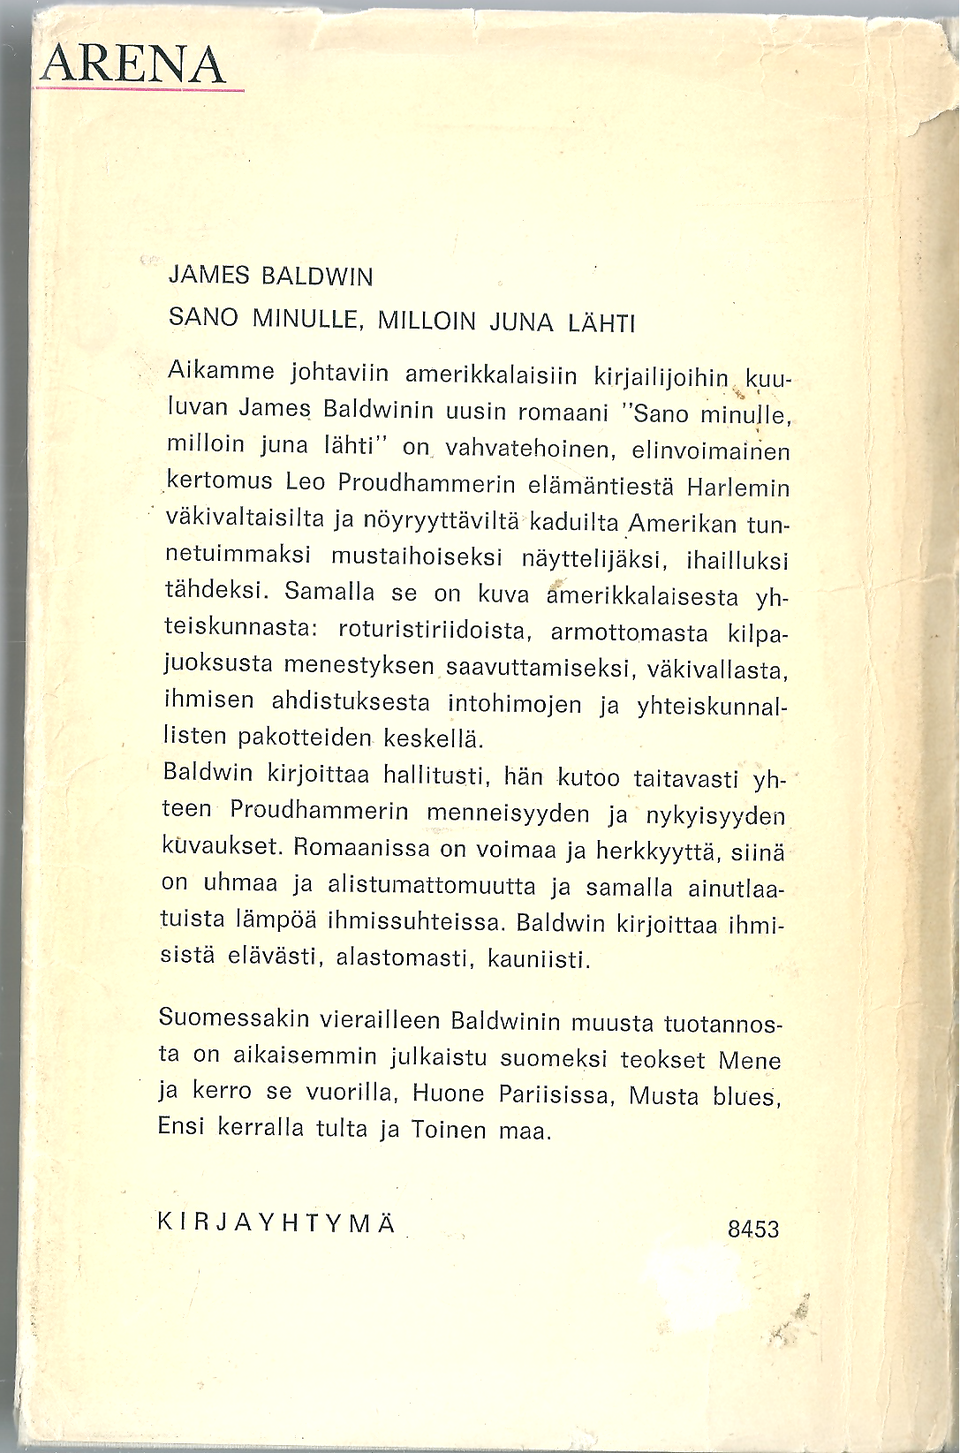 ARENA
JAMES BALDWIN
SANO MINULLE, MILLOIN JUNA LÄHTI
Aikamme johtaviin amerikkalaisiin kirjailijoihin kuu-
luvan James Baldwinin uusin romaani ”Sano minulle,
milloin juna lähti” on vahvatehoinen, elinvoimainen
kertomus Leo Proudhammerin elämäntiestä Harlemin
väkivaltaisilta ja nöyryyttäviltä kaduilta Amerikan tun-
netuimmaksi mustaihoiseksi näyttelijäksi, ihailluksi
tähdeksi. Samalla se on kuva amerikkalaisesta yh-
teiskunnasta: roturistiriidoista, armottomasta kilpa-
juoksusta menestyksen saavuttamiseksi, väkivallasta,
ihmisen ahdistuksesta intohimojen ja yhteiskunnal-
listen pakotteiden keskellä.
Baldwin kirjoittaa hallitusti, hän kutoo taitavasti yh-
teen Proudhammerin menneisyyden ja nykyisyyden
kuvaukset. Romaanissa on voimaa ja herkkyyttä, siinä
on uhmaa ja alistumattomuutta ja samalla ainutlaa-
tuista lämpöä ihmissuhteissa. Baldwin kirjoittaa ihmi-
sistä elävästi, alastomasti, kauniisti.
Suomessakin vierailleen Baldwinin muusta tuotannos-
ta on aikaisemmin julkaistu suomeksi teokset Mene
ja kerro se vuorilla, Huone Pariisissa, Musta blues,
Ensi kerralla tulta ja Toinen maa.
KIRJAYHTYMÄ
8453